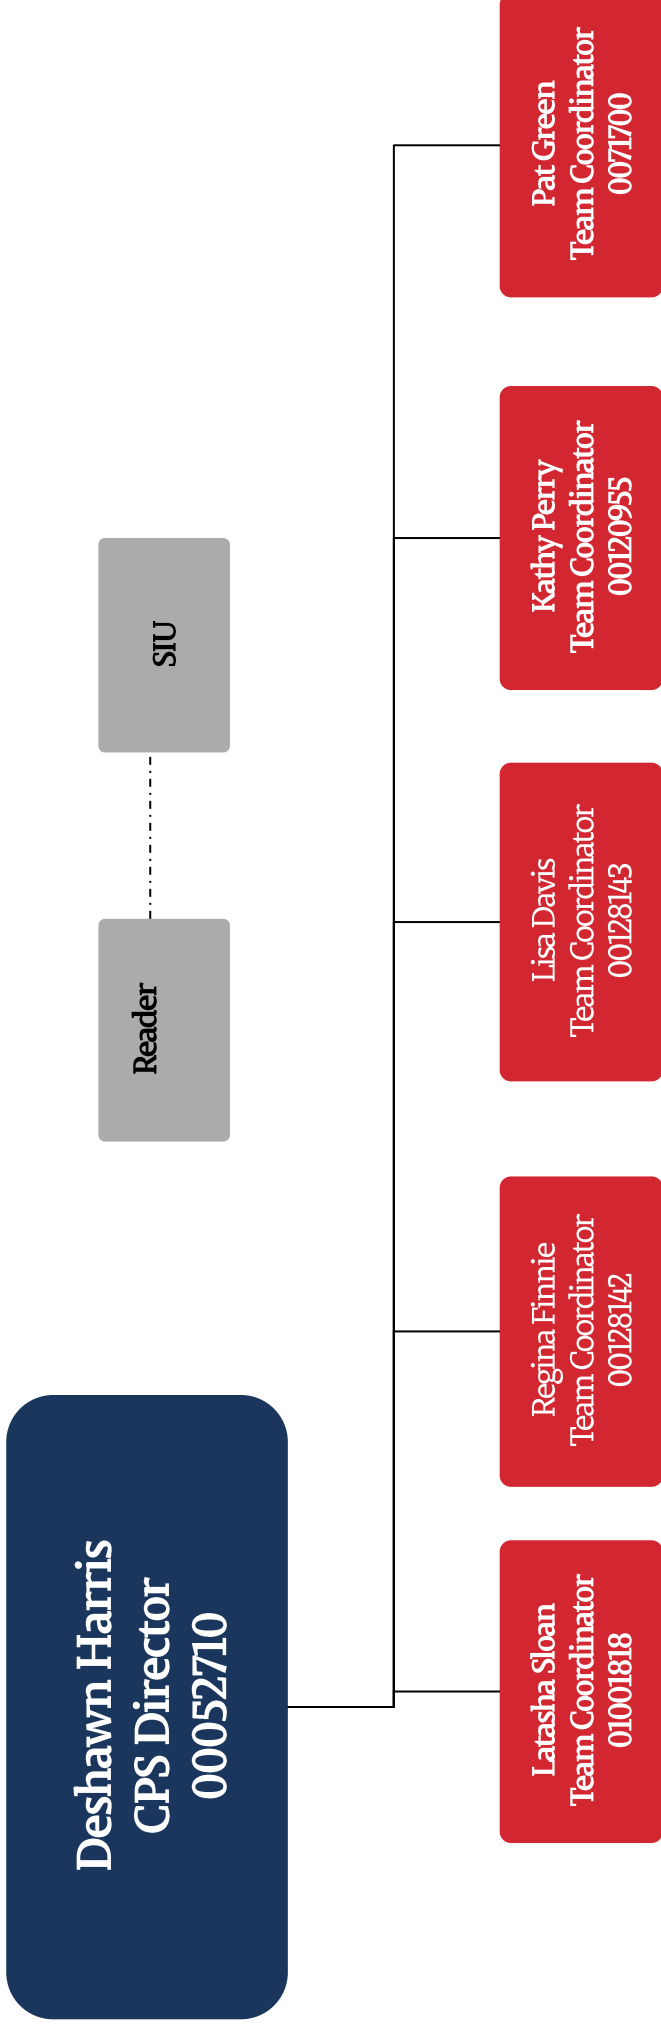 Deshawn Harris
CPS Director
00052710
Reader
SIU
Latasha Sloan
Team Coordinator
01001818
Regina Finnie
Team Coordinator
00128142
Lisa Davis
Team Coordinator
00128143
Kathy Perry
Team Coordinator
00120955
Pat Green
Team Coordinator
0071700